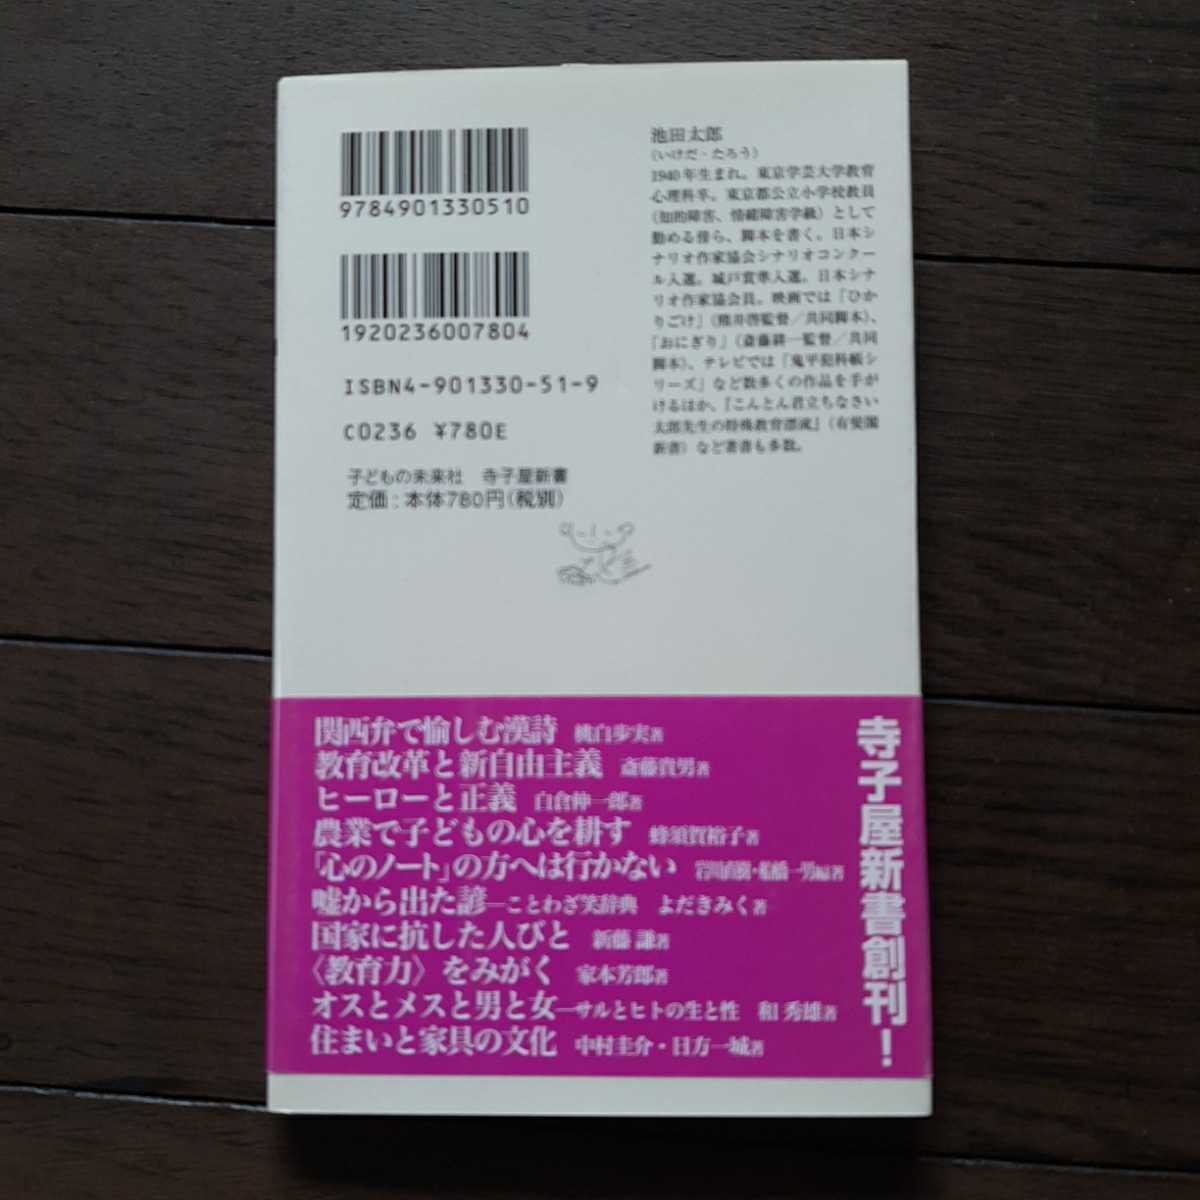 9784901330510
1920236007804
ISBN4-901330-51-9
C0236 ¥780E
子どもの未来社 寺子屋新書
定価:本体780円(税別)
池田太郎
(いけだ・たろう)
1940年生まれ。東京学芸大学教育
心理科卒。東京都公立小学校教員
(知的障害、情緒障害学級)として
勤める傍ら、脚本を書く。日本シ
ナリオ作家協会シナリオコンクー
ル入選。城戸賞準入選。日本シナ
リオ作家協会員。映画では「ひか
りごけ」(熊井啓監督/共同脚本)、
「おにぎり」(斎藤耕一監督/共同
脚本)、テレビでは「鬼平犯科帳シ
リーズ」など数多くの作品を手が
けるほか、『こんとん君立ちなさい
太郎先生の特殊教育漂流』(有斐閣
新書)など著書も多数。
寺子屋新書創刊!
関西弁で愉しむ漢詩 桃白歩実著
教育改革と新自由主義 斎藤貴男著
ヒーローと正義 白倉伸一郎著
農業で子どもの心を耕す 蜂須賀裕子著
「心のノート」の方へは行かない 岩川直樹・船橋一男編著
嘘から出た諺―ことわざ笑辞典 よだきみく著
国家に抗した人びと 新藤謙著
〈教育力〉をみがく 家本芳郎著
オスとメスと男と女―サルとヒトの生と性 和秀雄著
住まいと家具の文化 中村圭介・日方一城著